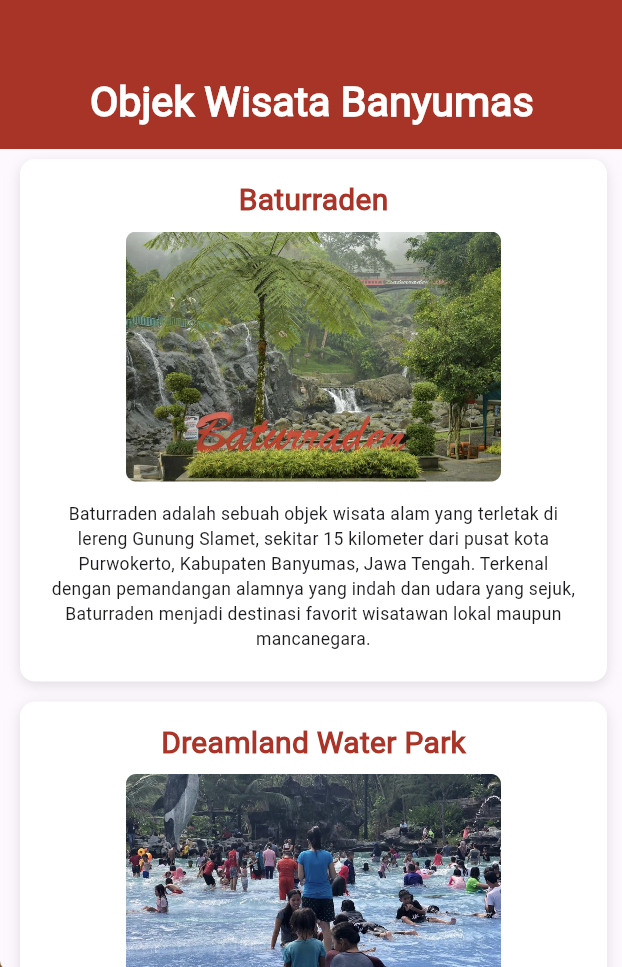 Objek Wisata Banyumas
Baturraden
Baturraden
Baturraden adalah sebuah objek wisata alam yang terletak di
lereng Gunung Slamet, sekitar 15 kilometer dari pusat kota
Purwokerto, Kabupaten Banyumas, Jawa Tengah. Terkenal
dengan pemandangan alamnya yang indah dan udara yang sejuk,
Baturraden menjadi destinasi favorit wisatawan lokal maupun
mancanegara.
Dreamland Water Park